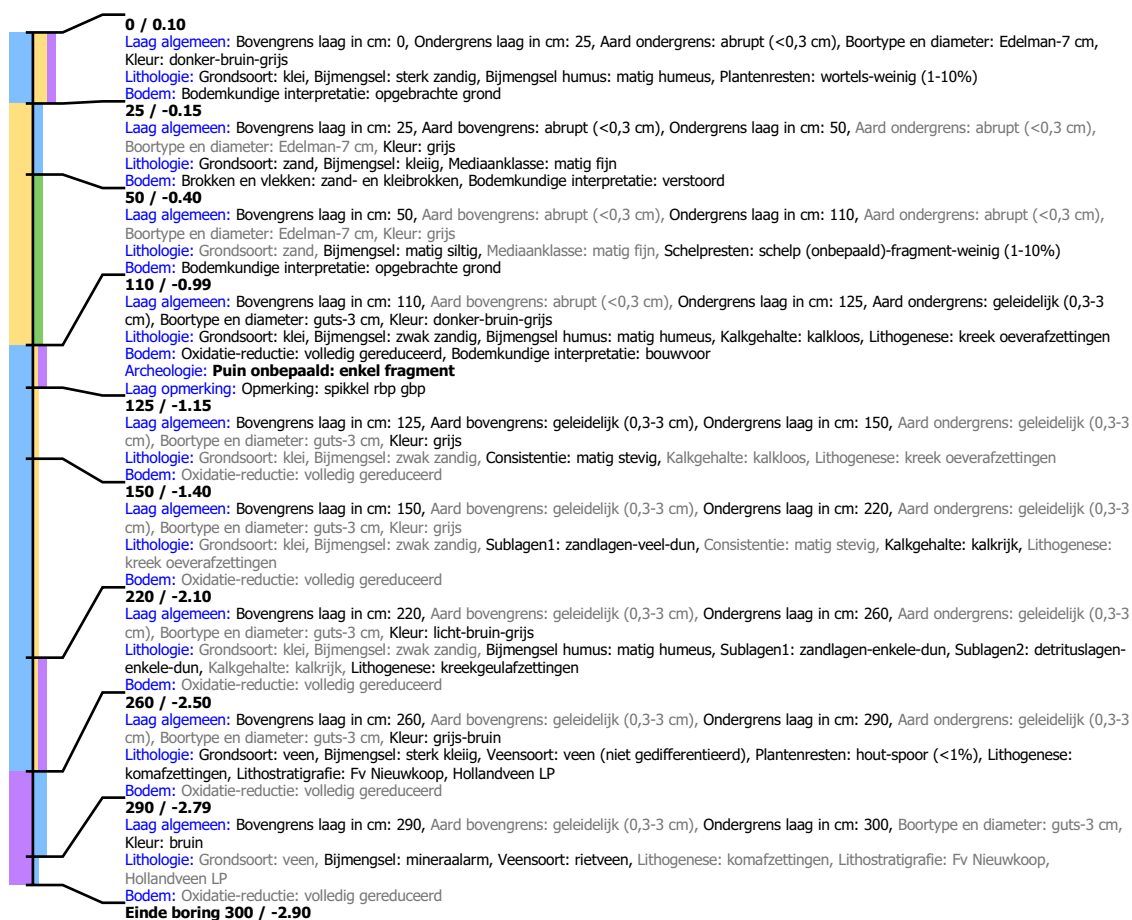 0 / 0.10
Laag algemeen: Bovengrens laag in cm: 0, Ondergrens laag in cm: 25, Aard ondergrens: abrupt (<0,3 cm), Boortype en diameter: Edelman-7 cm,
Kleur: donker-bruin-grijs
Lithologie: Grondsoort: klei, Bijmengsel: sterk zandig, Bijmengsel humus: matig humeus, Plantenresten: wortels-weinig (1-10%)
Bodem: Bodemkundige interpretatie: opgebrachte grond
25 / -0.15
Laag algemeen: Bovengrens laag in cm: 25, Aard bovengrens: abrupt (<0,3 cm), Ondergrens laag in cm: 50, Aard ondergrens: abrupt (<0,3 cm),
Boortype en diameter: Edelman-7 cm, Kleur: grijs
Lithologie: Grondsoort: zand, Bijmengsel: kleiig, Mediaanklasse: matig fijn
Bodem: Brokken en vlekken: zand- en kleibrokken, Bodemkundige interpretatie: verstoord
50 / -0.40
Laag algemeen: Bovengrens laag in cm: 50, Aard bovengrens: abrupt (<0,3 cm), Ondergrens laag in cm: 110, Aard ondergrens: abrupt (<0,3 cm),
Boortype en diameter: Edelman-7 cm, Kleur: grijs
Lithologie: Grondsoort: zand, Bijmengsel: matig siltig, Mediaanklasse: matig fijn, Schelpresten: schelp (onbepaald)-fragment-weinig (1-10%)
Bodem: Bodemkundige interpretatie: opgebrachte grond
110 / -0.99
Laag algemeen: Bovengrens laag in cm: 110, Aard bovengrens: abrupt (<0,3 cm), Ondergrens laag in cm: 125, Aard ondergrens: geleidelijk (0,3-3
cm), Boortype en diameter: guts-3 cm, Kleur: donker-bruin-grijs
Lithologie: Grondsoort: klei, Bijmengsel: zwak zandig, Bijmengsel humus: matig humeus, Kalkgehalte: kalkloos, Lithogenese: kreek oeverafzettingen
Bodem: Oxidatie-reductie: volledig gereduceerd, Bodemkundige interpretatie: bouwvoor
Archeologie: Puin onbepaald: enkel fragment
Laag opmerking: Opmerking: spikkel rbp gbp
125 / -1.15
Laag algemeen: Bovengrens laag in cm: 125, Aard bovengrens: geleidelijk (0,3-3 cm), Ondergrens laag in cm: 150, Aard ondergrens: geleidelijk (0,3-3
cm), Boortype en diameter: guts-3 cm, Kleur: grijs
Lithologie: Grondsoort: klei, Bijmengsel: zwak zandig, Consistentie: matig stevig, Kalkgehalte: kalkloos, Lithogenese: kreek oeverafzettingen
Bodem: Oxidatie-reductie: volledig gereduceerd
150 / -1.40
Laag algemeen: Bovengrens laag in cm: 150, Aard bovengrens: geleidelijk (0,3-3 cm), Ondergrens laag in cm: 220, Aard ondergrens: geleidelijk (0,3-3
cm), Boortype en diameter: guts-3 cm, Kleur: grijs
Lithologie: Grondsoort: klei, Bijmengsel: zwak zandig, Sublagen1: zandlagen-veel-dun, Consistentie: matig stevig, Kalkgehalte: kalkrijk, Lithogenese:
kreek oeverafzettingen
Bodem: Oxidatie-reductie: volledig gereduceerd
220 / -2.10
Laag algemeen: Bovengrens laag in cm: 220, Aard bovengrens: geleidelijk (0,3-3 cm), Ondergrens laag in cm: 260, Aard ondergrens: geleidelijk (0,3-3
cm), Boortype en diameter: guts-3 cm, Kleur: licht-bruin-grijs
Lithologie: Grondsoort: klei, Bijmengsel: zwak zandig, Bijmengsel humus: matig humeus, Sublagen1: zandlagen-enkele-dun, Sublagen2: detrituslagen-
enkele-dun, Kalkgehalte: kalkrijk, Lithogenese: kreekgeulafzettingen
Bodem: Oxidatie-reductie: volledig gereduceerd
260 / -2.50
Laag algemeen: Bovengrens laag in cm: 260, Aard bovengrens: geleidelijk (0,3-3 cm), Ondergrens laag in cm: 290, Aard ondergrens: geleidelijk (0,3-3
cm), Boortype en diameter: guts-3 cm, Kleur: grijs-bruin
Lithologie: Grondsoort: veen, Bijmengsel: sterk kleiig, Veensoort: veen (niet gedifferentieerd), Plantenresten: hout-spoor (<1%), Lithogenese:
komafzettingen, Lithostratigrafie: Fv Nieuwkoop, Hollandveen LP
Bodem: Oxidatie-reductie: volledig gereduceerd
290 / -2.79
Laag algemeen: Bovengrens laag in cm: 290, Aard bovengrens: geleidelijk (0,3-3 cm), Ondergrens laag in cm: 300, Boortype en diameter: guts-3 cm,
Kleur: bruin
Lithologie: Grondsoort: veen, Bijmengsel: mineraalarm, Veensoort: rietveen, Lithogenese: komafzettingen, Lithostratigrafie: Fv Nieuwkoop,
Hollandveen LP
Bodem: Oxidatie-reductie: volledig gereduceerd
Einde boring 300 / -2.90